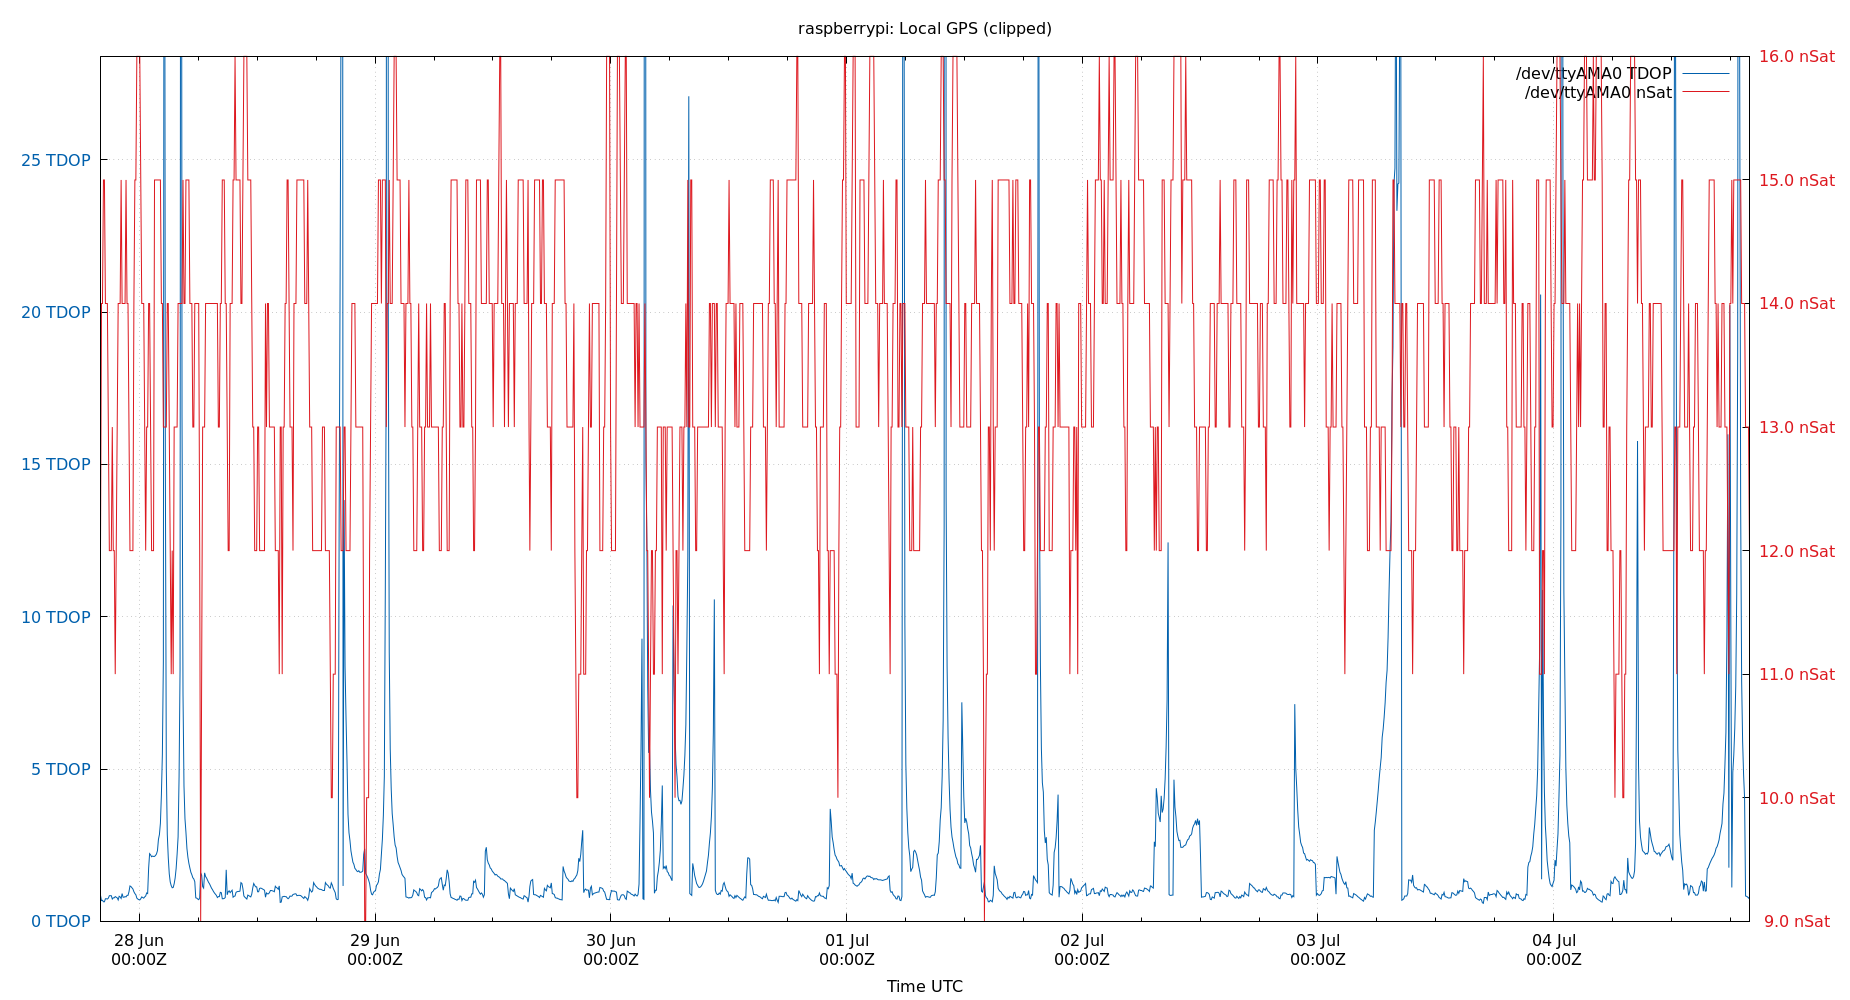 raspberrypi: Local GPS (clipped)
16.0 nSat
/dev/ttyAMA0 TDOP
/dev/ttyAMA0 nSat
25 TDOP
15.0 nSat
20 TDOP
14.0 nSat
13.0 nSat
15 TDOP
12.0 nSat
10 TDOP
11.0 nSat
5 TDOP
10.0 nSat
0 TDOP
9.0 nSat
28 Jun
00:00Z
29 Jun
00:00Z
30 Jun
00:00Z
01 Jul
00:00Z
02 Jul
00:00Z
03 Jul
00:00Z
04 Jul
00:00Z
Time UTC